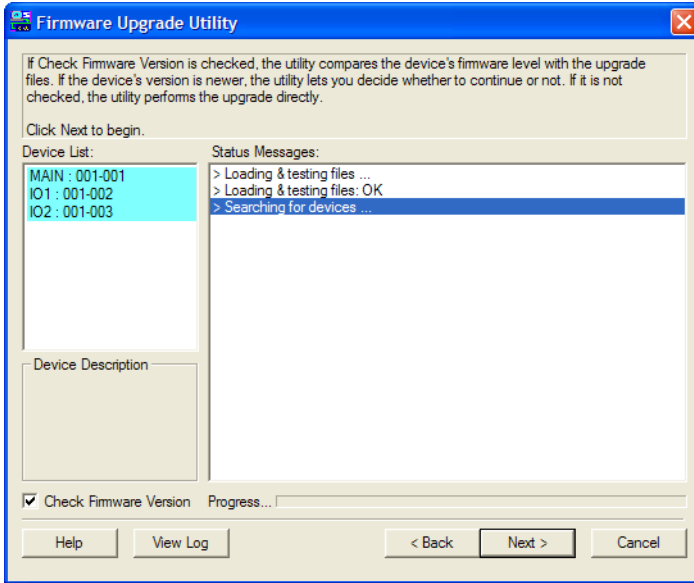 Firmware Upgrade Utility
If Check Firmware Version is checked, the utility compares the device's firmware level with the upgrade
files. If the device's version is newer, the utility lets you decide whether to continue or not. If it is not
checked, the utility performs the upgrade directly.
Click Next to begin.
Device List:
Status Messages:
MAIN : 001-001
IO1 : 001-002
IO2 : 001-003
> Loading & testing files ...
> Loading & testing files: OK
> Searching for devices ...
Device Description
Check Firmware Version
Progress...
Help
View Log
< Back
Next >
Cancel